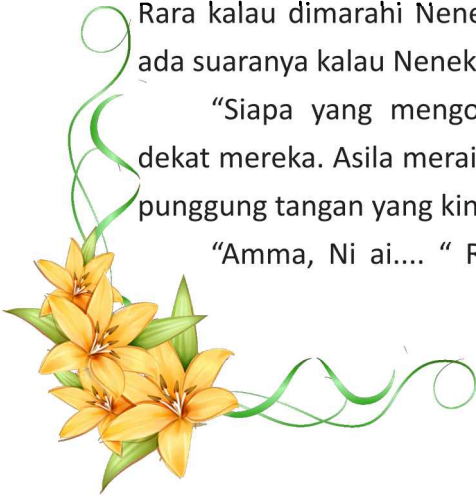 Rara kalau dimarahi Nene
ada suaranya kalau Nenek
“Siapa yang mengo
dekat mereka. Asila merai
punggung tangan yang kin
“Amma, Ni ai.... “ R